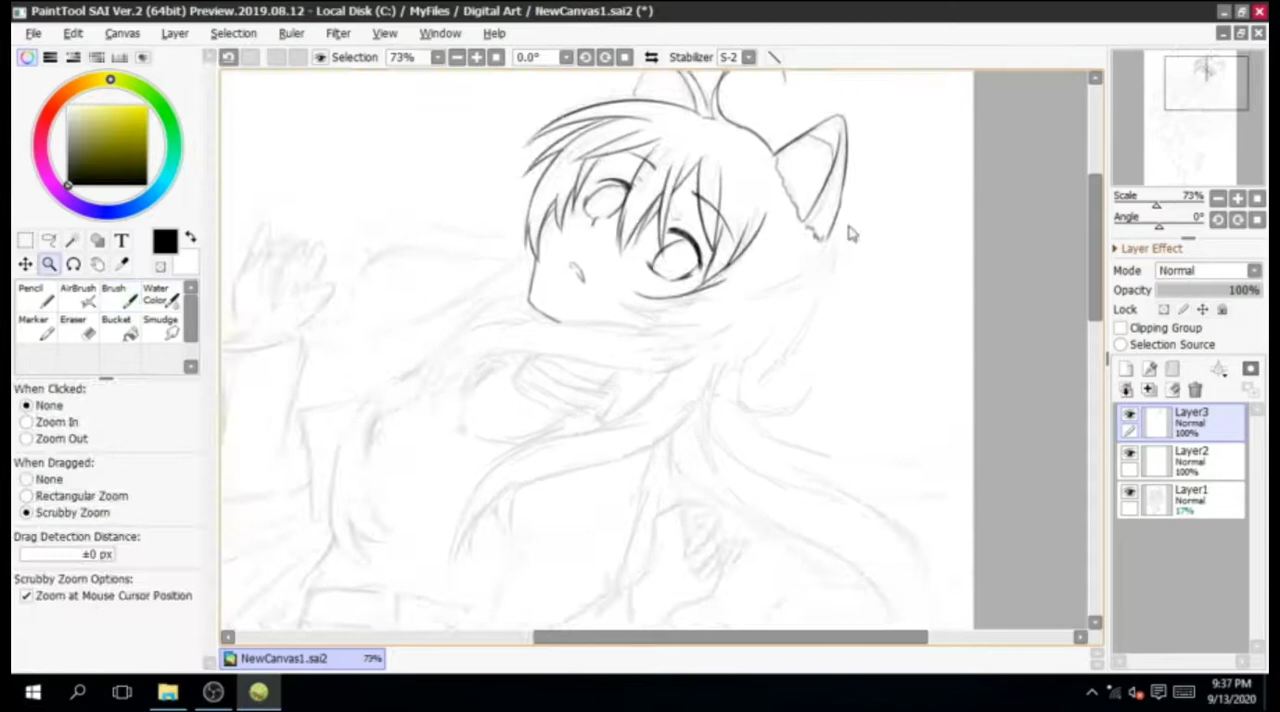 PaintTool SAI Ver.2 (64bit) Preview.2019.08.12 - Local Disk (C:) / MyFiles / Digital Art / NewCanvas1.sai2 (*)
File Edit Canvas Layer Selection Ruler Filter View Window Help
Selection 73% 0.0° Stabilizer S-2
Scale 73%
Angle 0°
T
Layer Effect
Mode Normal
Opacity 100%
Lock
Clipping Group
Selection Source
Pencil AirBrush Brush Water Color
Marker Eraser Bucket Smudge
When Clicked:
None
Zoom In
Zoom Out
When Dragged:
None
Rectangular Zoom
Scrubby Zoom
Drag Detection Distance:
±0 px
Scrubby Zoom Options:
Zoom at Mouse Cursor Position
Layer3
Normal
100%
Layer2
Normal
100%
Layer1
Normal
17%
NewCanvas1.sai2 73%
9:37 PM
9/13/2020